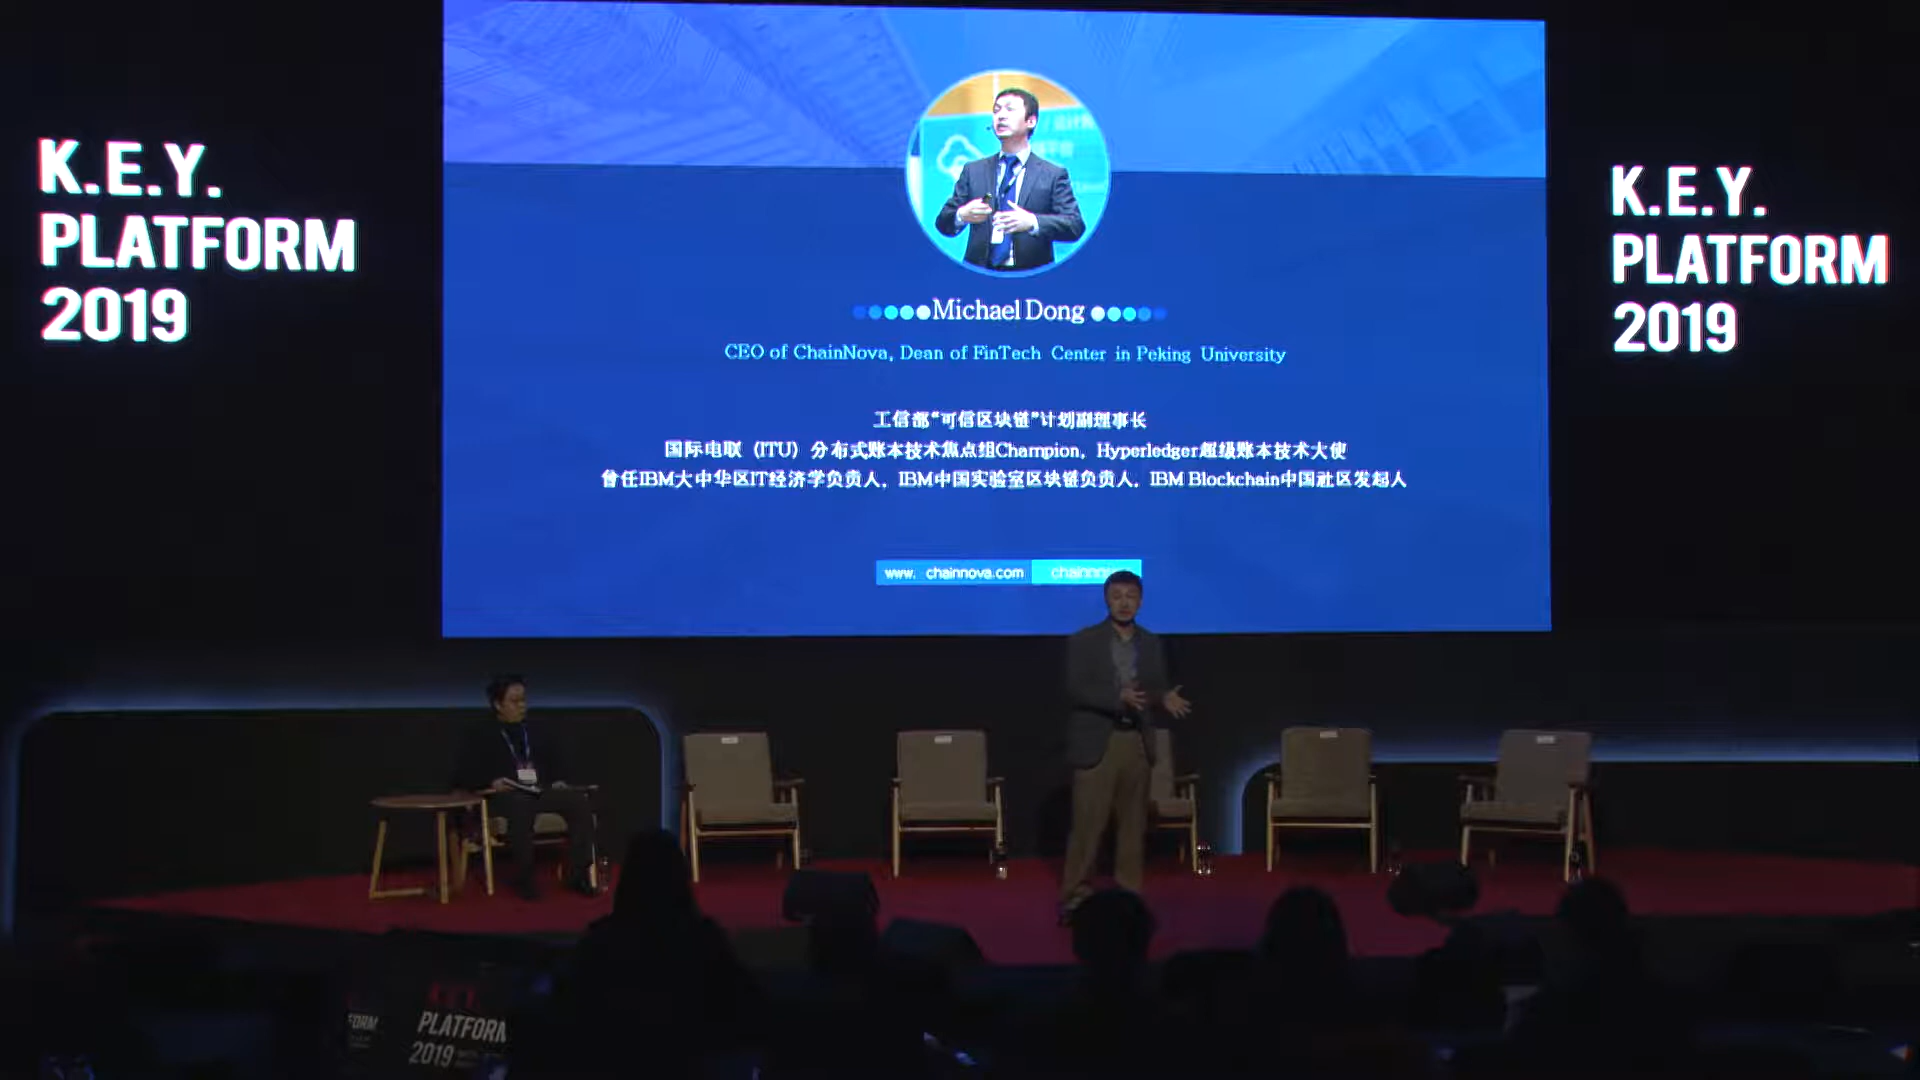 K.E.Y.
PLATFORM
2019
Michael Dong
CEO of ChainNova, Dean of FinTech Center in Peking University
工信部“可信区块链”计划副理事长
国际电联（ITU）分布式账本技术焦点组Champion，Hyperledger超级账本技术大使
曾任IBM大中华区IT经济学负责人，IBM中国实验室区块链负责人，IBM Blockchain中国社区发起人
www. chainnova.com
K.E.Y.
PLATFORM
2019
FORM
K.E.Y.
PLATFORM
2019